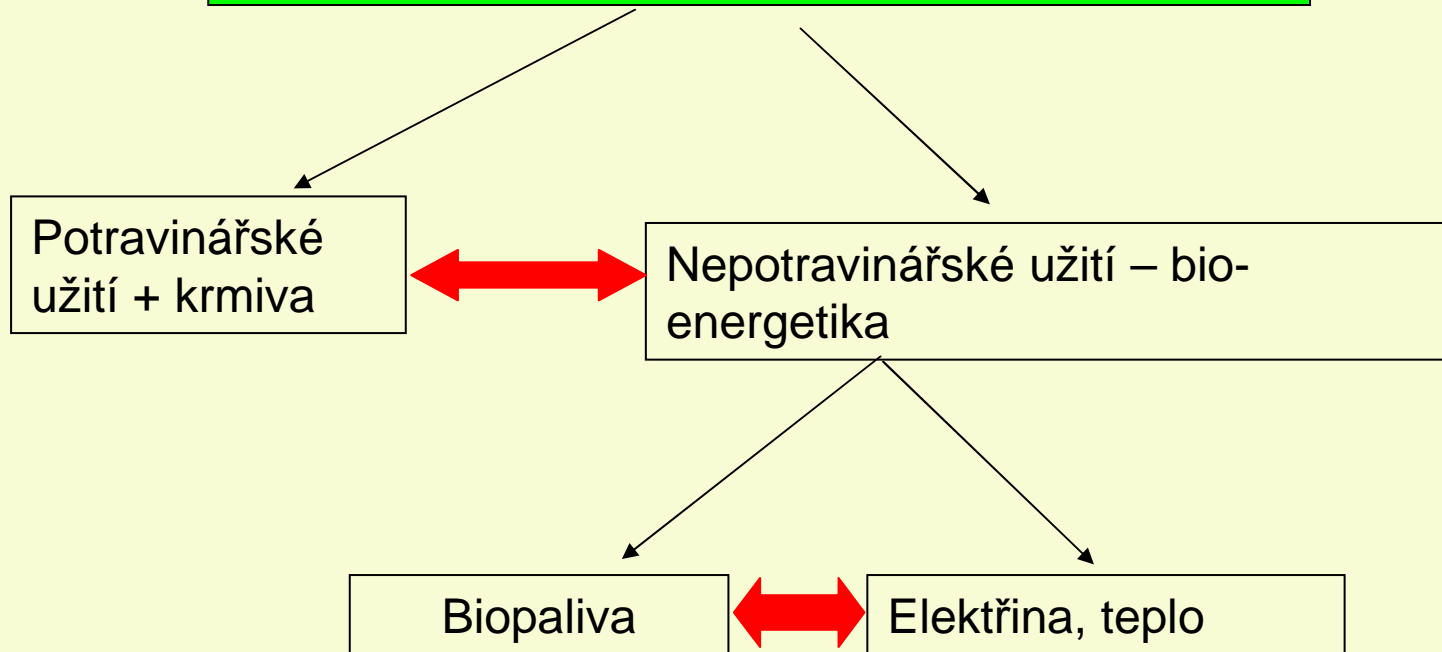 Potravinářské
užití + krmiva
Nepotravinářské užití – bio-
energetika
Biopaliva
Elektřina, teplo